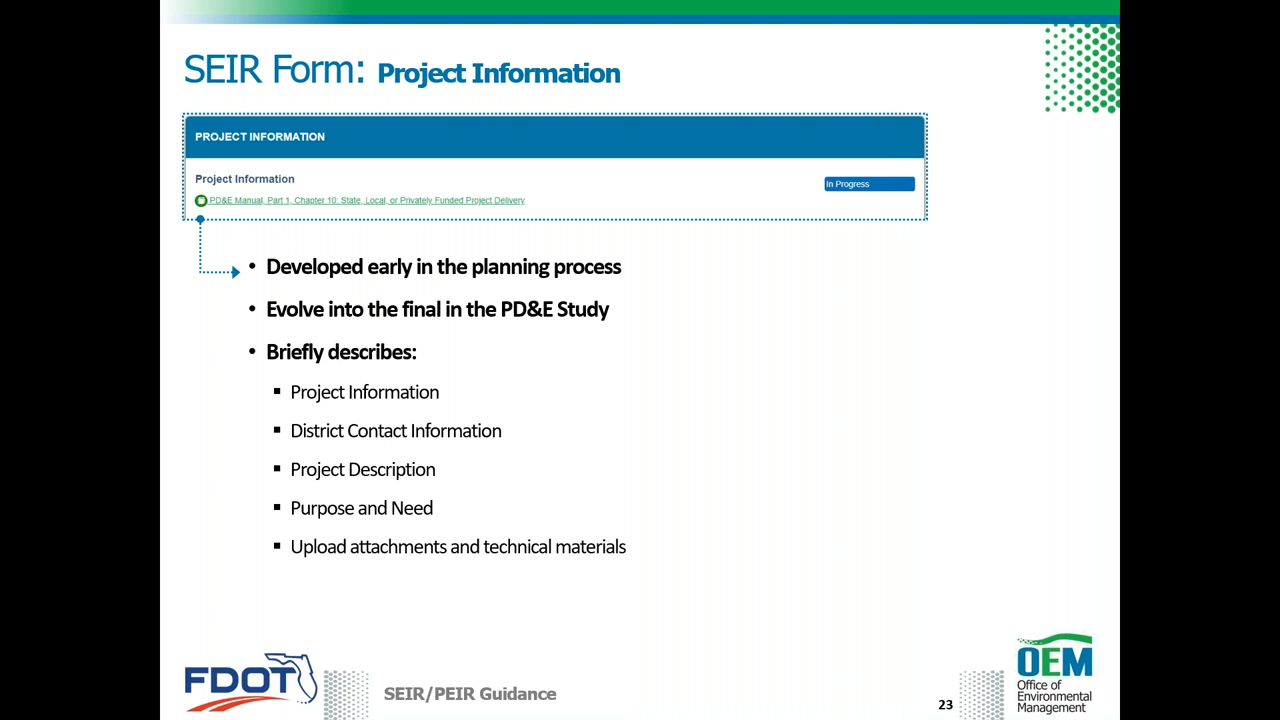 SEIR Form: Project Information
PROJECT INFORMATION
Project Information
In Progress
PD&E Manual, Part 1, Chapter 10: State, Local, or Privately Funded Project Delivery
• Developed early in the planning process
• Evolve into the final in the PD&E Study
• Briefly describes:
▪ Project Information
▪ District Contact Information
▪ Project Description
▪ Purpose and Need
▪ Upload attachments and technical materials
FDOT
SEIR/PEIR Guidance
23
OEM
Office of
Environmental
Management